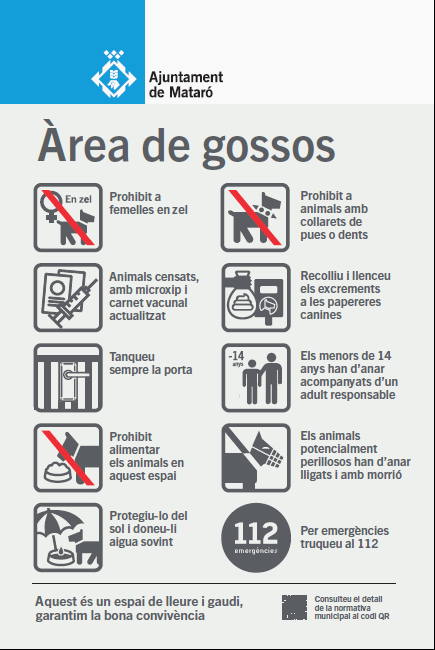 Ajuntament
de Mataró
Àrea de gossos
En zel
Prohibit a
femelles en zel
Prohibit a
animals amb
collarets de
pues o dents
Animals censats,
amb microxip i
carnet vacunal
actualitzat
Recolliu i llenceu
els excrements
a les papereres
canines
Tanqueu
sempre la porta
-14
anys
Els menors de 14
anys han d'anar
acompanyats d'un
adult responsable
Prohibit
alimentar
els animals en
aquest espai
Els animals
potencialment
perillosos han d'anar
lligats i amb morrió
Protegiu-lo del
sol i doneu-li
aigua sovint
112
emergències
Per emergències
truqueu al 112
Aquest és un espai de lleure i gaudi,
garantim la bona convivència
Consulteu el detall
de la normativa
municipal al codi QR